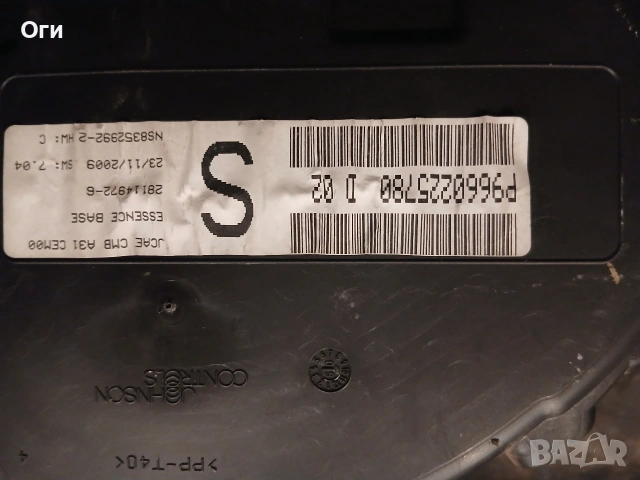 Оги
P9660225780 D 02
S
JCAE CMB A31 CEM00
ESSENCE BASE
28114972-6
23/11/2009 SW: 7.04
NS8352992-2 HW: C
JOHNSON
CONTROLS
>PP-T40<
4
BAZAR